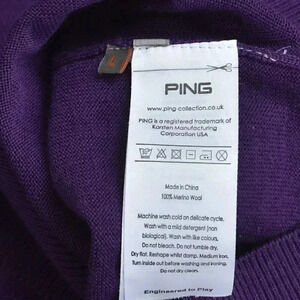 PING
www.ping-collection.co.uk
PING is a registered trademark of
Karsten Manufacturing
Corporation USA
Made in China
100% Merino Wool
Machine wash cold on delicate cycle.
Wash with a mild detergent (non
biological). Wash with like colours.
Do not bleach. Do not tumble dry.
Dry flat. Reshape whilst damp. Medium iron.
Turn inside out before washing and ironing.
Do not dry clean.
Engineered to Play